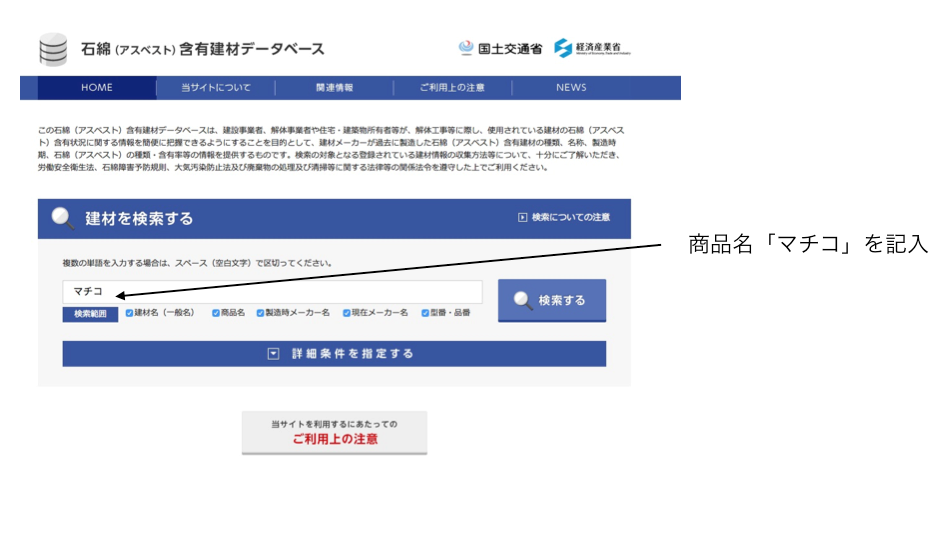 石綿 (アスベスト) 含有建材データベース
国土交通省
経済産業省
HOME
当サイトについて
関連情報
ご利用上の注意
NEWS
この石綿（アスベスト）含有建材データベースは、建設事業者、解体事業者や住宅・建築物所有者等が、解体工事等に際し、使用されている建材の石綿（アスベス
ト）含有状況に関する情報を簡便に把握できるようにすることを目的として、建材メーカーが過去に製造した石綿（アスベスト）含有建材の種類、名称、製造時
期、石綿（アスベスト）の種類・含有率等の情報を提供するものです。検索の対象となる登録されている建材情報の収集方法等について、十分にご了解いただき、
労働安全衛生法、石綿障害予防規則、大気汚染防止法及び廃棄物の処理及び清掃等に関する法律等の関係法令を遵守した上でご利用ください。
建材を検索する
検索についての注意
商品名「マチコ」を記入
複数の単語を入力する場合は、スペース（空白文字）で区切ってください。
マチコ
検索する
検索範囲
建材名（一般名）
商品名
製造時メーカー名
現在メーカー名
型番・品番
詳細条件を指定する
当サイトを利用するにあたっての
ご利用上の注意